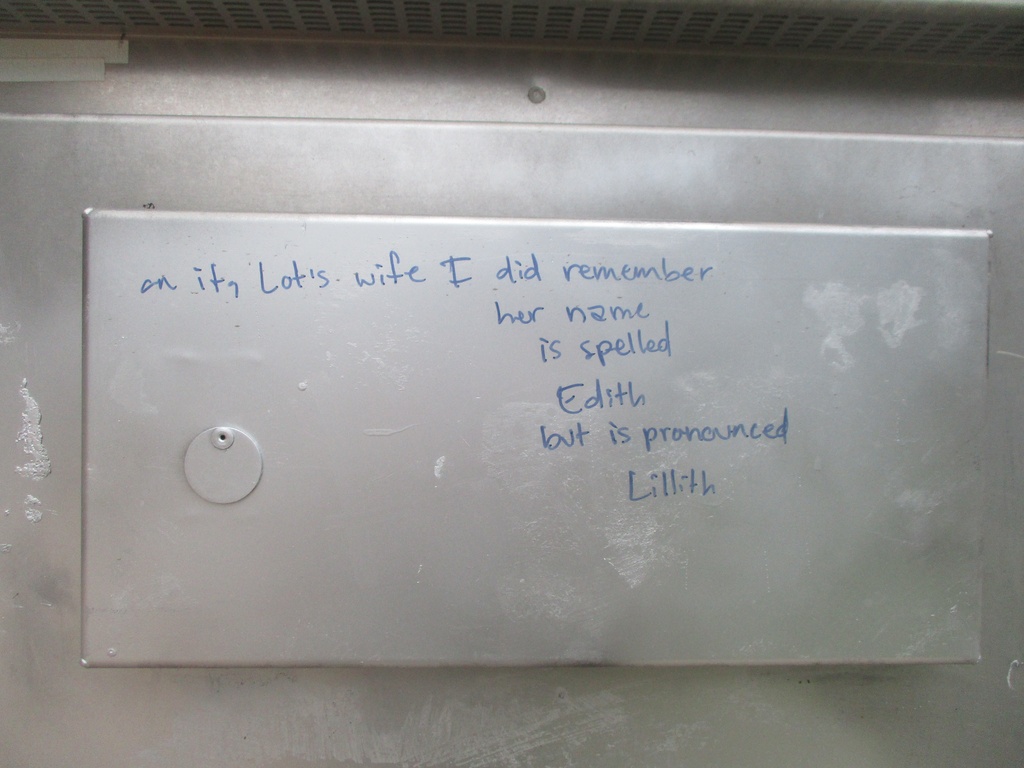 on it, Lot's wife I did remember
her name
is spelled
Edith
but is pronounced
Lillith